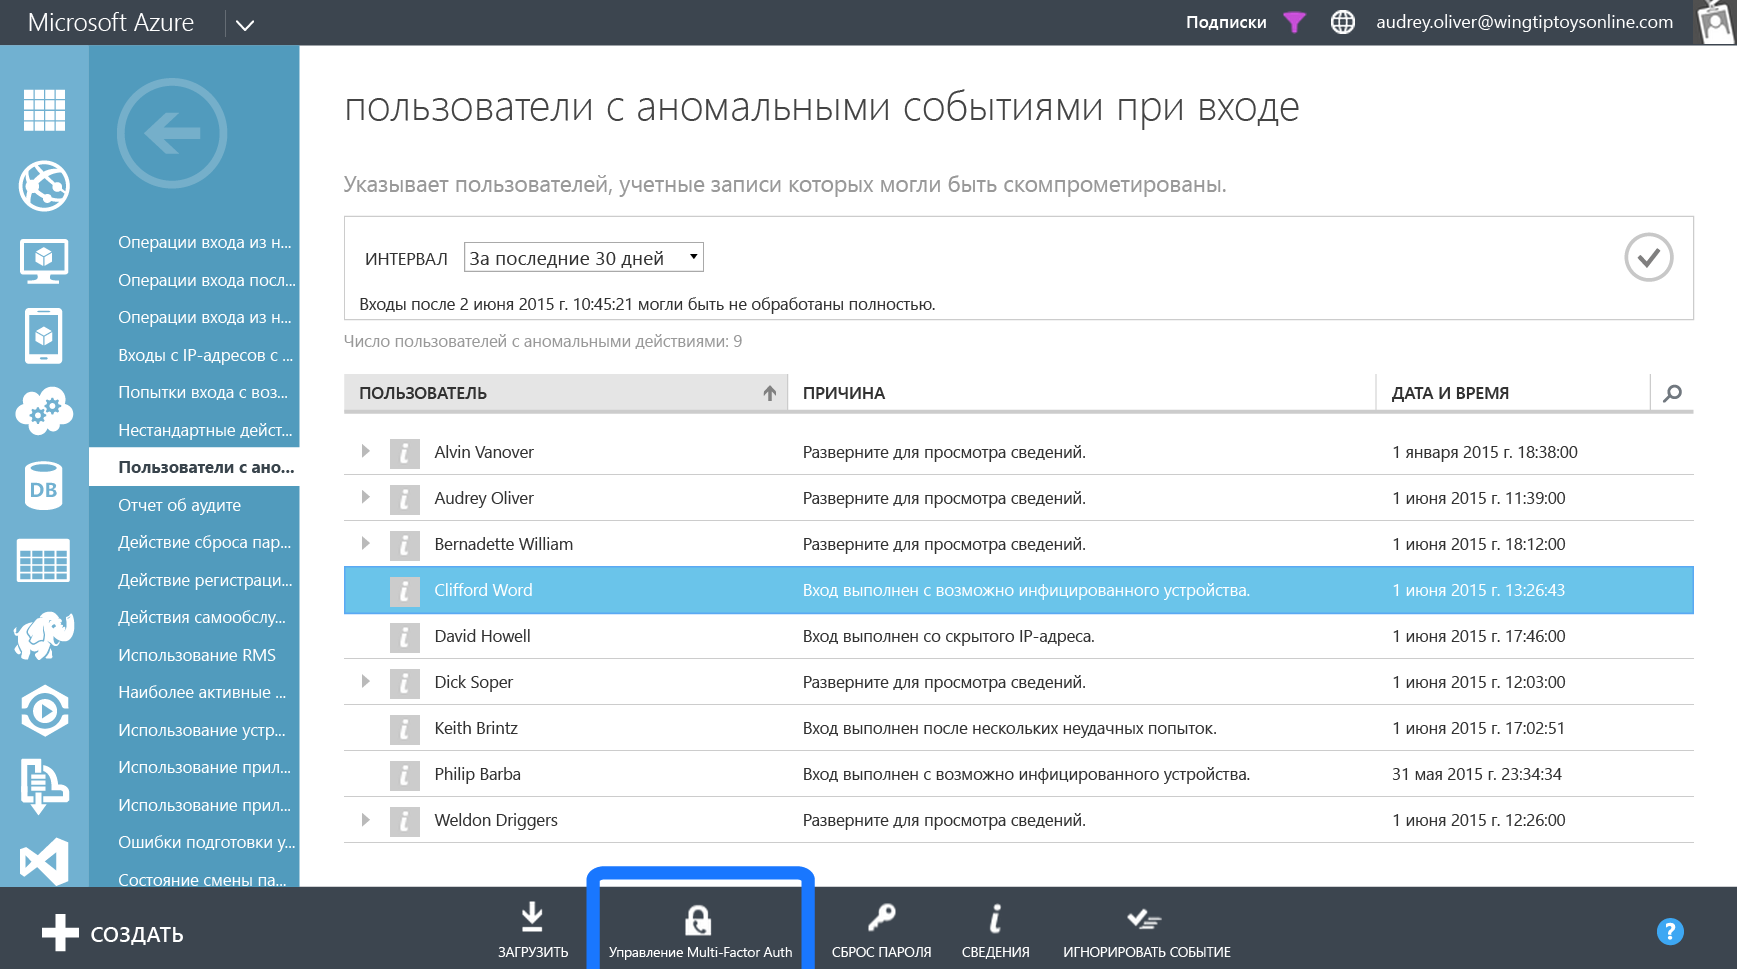 Microsoft Azure
Подписки
audrey.oliver@wingtiptoysonline.com
Операции входа из н...
Операции входа посл...
Операции входа из н...
Входы с IP-адресов с ...
Попытки входа с воз...
Нестандартные дейст...
Пользователи с ано...
Отчет об аудите
Действие сброса пар...
Действие регистраци...
Действия самообслу...
Использование RMS
Наиболее активные ...
Использование устр...
Использование прил...
Использование прил...
Ошибки подготовки у...
Состояние смены па...
DB
пользователи с аномальными событиями при входе
Указывает пользователей, учетные записи которых могли быть скомпрометированы.
ИНТЕРВАЛ За последние 30 дней
Входы после 2 июня 2015 г. 10:45:21 могли быть не обработаны полностью.
Число пользователей с аномальными действиями: 9
ПОЛЬЗОВАТЕЛЬ ПРИЧИНА ДАТА И ВРЕМЯ
Alvin Vanover Разверните для просмотра сведений. 1 января 2015 г. 18:38:00
Audrey Oliver Разверните для просмотра сведений. 1 июня 2015 г. 11:39:00
Bernadette William Разверните для просмотра сведений. 1 июня 2015 г. 18:12:00
Clifford Word Вход выполнен с возможно инфицированного устройства. 1 июня 2015 г. 13:26:43
David Howell Вход выполнен со скрытого IP-адреса. 1 июня 2015 г. 17:46:00
Dick Soper Разверните для просмотра сведений. 1 июня 2015 г. 12:03:00
Keith Brintz Вход выполнен после нескольких неудачных попыток. 1 июня 2015 г. 17:02:51
Philip Barba Вход выполнен с возможно инфицированного устройства. 31 мая 2015 г. 23:34:34
Weldon Driggers Разверните для просмотра сведений. 1 июня 2015 г. 12:26:00
СОЗДАТЬ
ЗАГРУЗИТЬ
Управление Multi-Factor Auth
СБРОС ПАРОЛЯ
СВЕДЕНИЯ
ИГНОРИРОВАТЬ СОБЫТИЕ
?